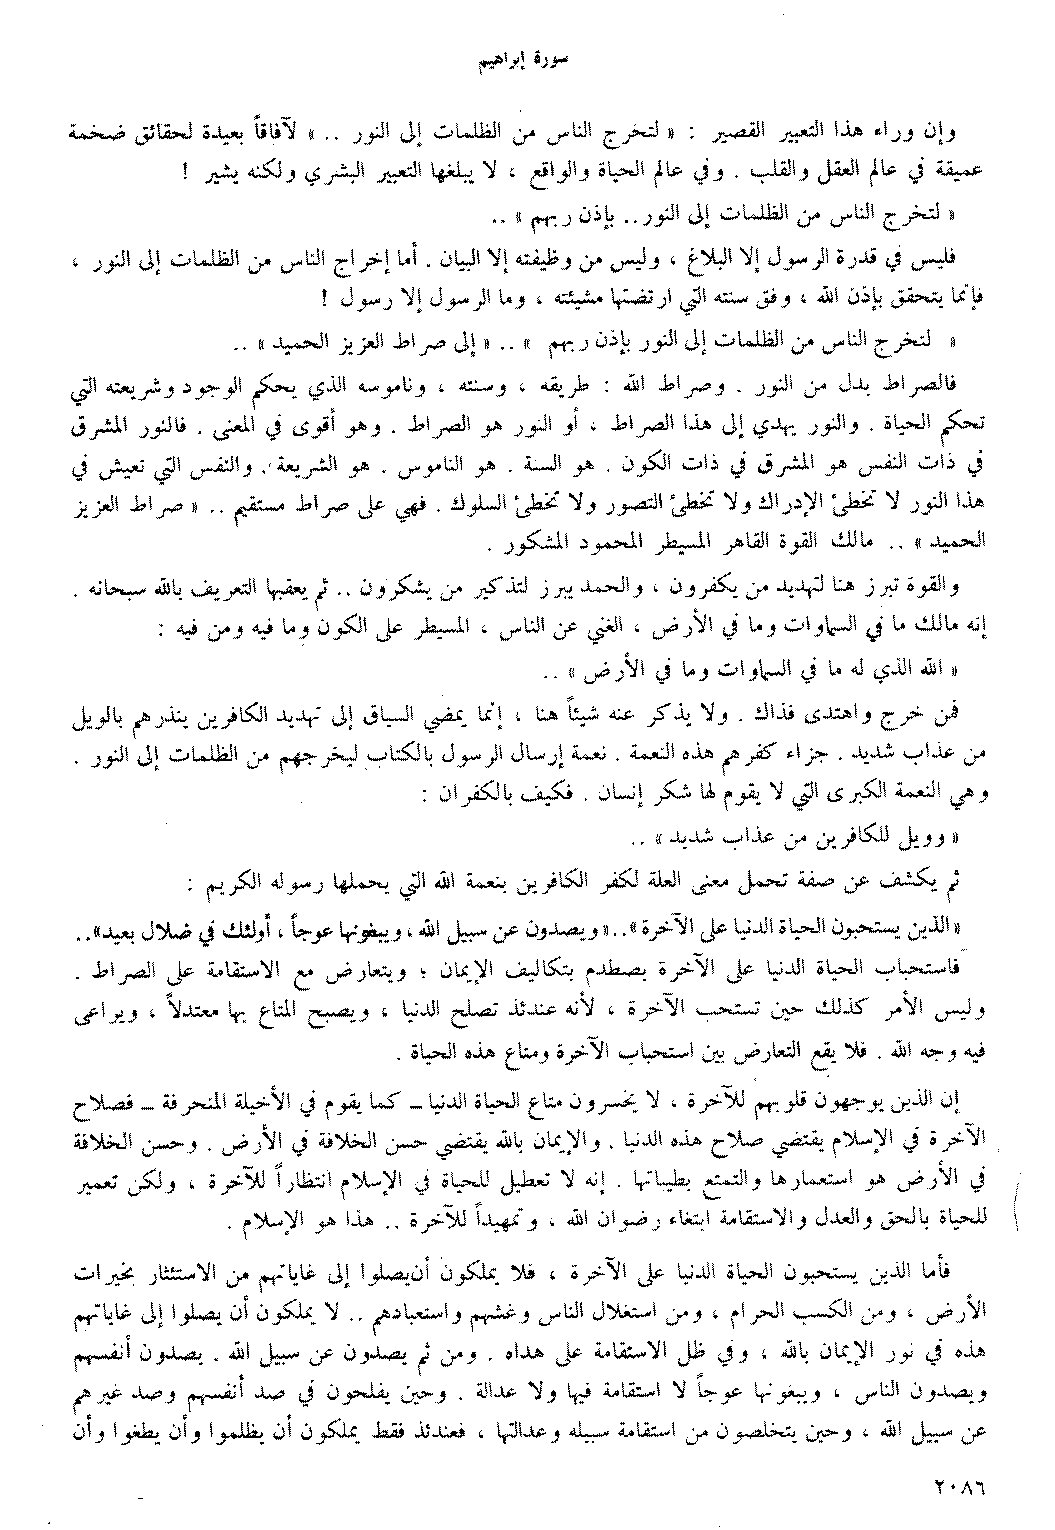 سورة إبراهيم
وإن وراء هذا التعبير القصير : « لتخرج الناس من الظلمات إلى النور .. » لآفاقاً بعيدة لحقائق ضخمة
عميقة في عالم العقل والقلب . وفي عالم الحياة والواقع ، لا يبلغها التعبير البشري ولكنه يشير !
« لتخرج الناس من الظلمات إلى النور.. بإذن ربهم » ..
فليس في قدرة الرسول إلا البلاغ ، وليس من وظيفته إلا البيان . أما إخراج الناس من الظلمات إلى النور ،
فإنما يتحقق بإذن الله ، وفق سنته التي ارتضتها مشيئته ، وما الرسول إلا رسول !
« لتخرج الناس من الظلمات إلى النور بإذن ربهم » .. « إلى صراط العزيز الحميد » ..
فالصراط بدل من النور . وصراط الله : طريقه ، وسنته ، وناموسه الذي يحكم الوجود وشريعته التي
تحكم الحياة . والنور يهدي إلى هذا الصراط ، أو النور هو الصراط . وهو أقوى في المعنى . فالنور المشرق
في ذات النفس هو المشرق في ذات الكون . هو السنة . هو الناموس . هو الشريعة . والنفس التي تعيش في
هذا النور لا تخطئ الإدراك ولا تخطئ التصور ولا تخطئ السلوك . فهي على صراط مستقيم .. « صراط العزيز
الحميد » .. مالك القوة القاهر المسيطر المحمود المشكور .
والقوة تبرز هنا لتهديد من يكفرون ، والحمد يبرز لتذكير من يشكرون .. ثم يعقبها التعريف بالله سبحانه .
إنه مالك ما في السماوات وما في الأرض ، الغني عن الناس ، المسيطر على الكون وما فيه ومن فيه :
« الله الذي له ما في السماوات وما في الأرض » ..
فمن خرج واهتدى فذاك . ولا يذكر عنه شيئاً هنا ، إنما يمضي السياق إلى تهديد الكافرين ينذرهم بالويل
من عذاب شديد . جزاء كفرهم هذه النعمة . نعمة إرسال الرسول بالكتاب ليخرجهم من الظلمات إلى النور .
وهي النعمة الكبرى التي لا يقوم لها شكر إنسان . فكيف بالكفران :
« وويل للكافرين من عذاب شديد » ..
ثم يكشف عن صفة تحمل معنى العلة لكفر الكافرين بنعمة الله التي يحملها رسوله الكريم :
«الذين يستحبون الحياة الدنيا على الآخرة»..«ويصدون عن سبيل الله، ويبغونها عوجاً، أولئك في ضلال بعيد»..
فاستحباب الحياة الدنيا على الآخرة يصطدم بتكاليف الإيمان ؛ ويتعارض مع الاستقامة على الصراط .
وليس الأمر كذلك حين تستحب الآخرة ، لأنه عندئذ تصلح الدنيا ، ويصبح المتاع بها معتدلاً ، ويراعى
فيه وجه الله . فلا يقع التعارض بين استحباب الآخرة ومتاع هذه الحياة .
إن الذين يوجهون قلوبهم للآخرة ، لا يخسرون متاع الحياة الدنيا ـ كما يقوم في الأخيلة المنحرفة ـ فصلاح
الآخرة في الإسلام يقتضي صلاح هذه الدنيا . والإيمان بالله يقتضي حسن الخلافة في الأرض . وحسن الخلافة
في الأرض هو استعمارها والتمتع بطيباتها . إنه لا تعطيل للحياة في الإسلام انتظاراً للآخرة ، ولكن تعمير
للحياة بالحق والعدل والاستقامة ابتغاء رضوان الله ، وتمهيداً للآخرة .. هذا هو الإسلام .
فأما الذين يستحبون الحياة الدنيا على الآخرة ، فلا يملكون أن يصلوا إلى غاياتهم من الاستئثار بخيرات
الأرض ، ومن الكسب الحرام ، ومن استغلال الناس وغشهم واستعبادهم .. لا يملكون أن يصلوا إلى غاياتهم
هذه في نور الإيمان بالله ، وفي ظل الاستقامة على هداه . ومن ثم يصدون عن سبيل الله . يصدون أنفسهم
ويصدون الناس ، ويبغونها عوجاً لا استقامة فيها ولا عدالة . وحين يفلحون في صد أنفسهم وصد غيرهم
عن سبيل الله ، وحين يتخلصون من استقامة سبيله وعدالتها ، فعندئذ فقط يملكون أن يظلموا وأن يطغوا وأن
٢٠٨٦